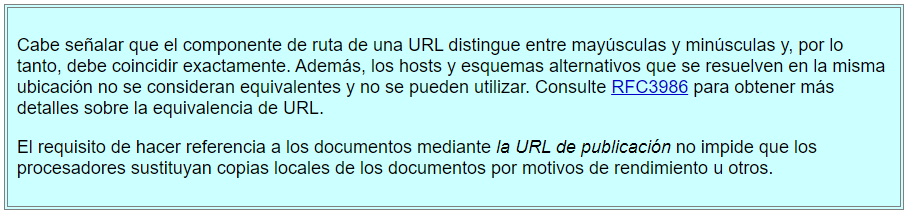 Cabe señalar que el componente de ruta de una URL distingue entre mayúsculas y minúsculas y, por lo
tanto, debe coincidir exactamente. Además, los hosts y esquemas alternativos que se resuelven en la misma
ubicación no se consideran equivalentes y no se pueden utilizar. Consulte RFC3986 para obtener más
detalles sobre la equivalencia de URL.
El requisito de hacer referencia a los documentos mediante la URL de publicación no impide que los
procesadores sustituyan copias locales de los documentos por motivos de rendimiento u otros.